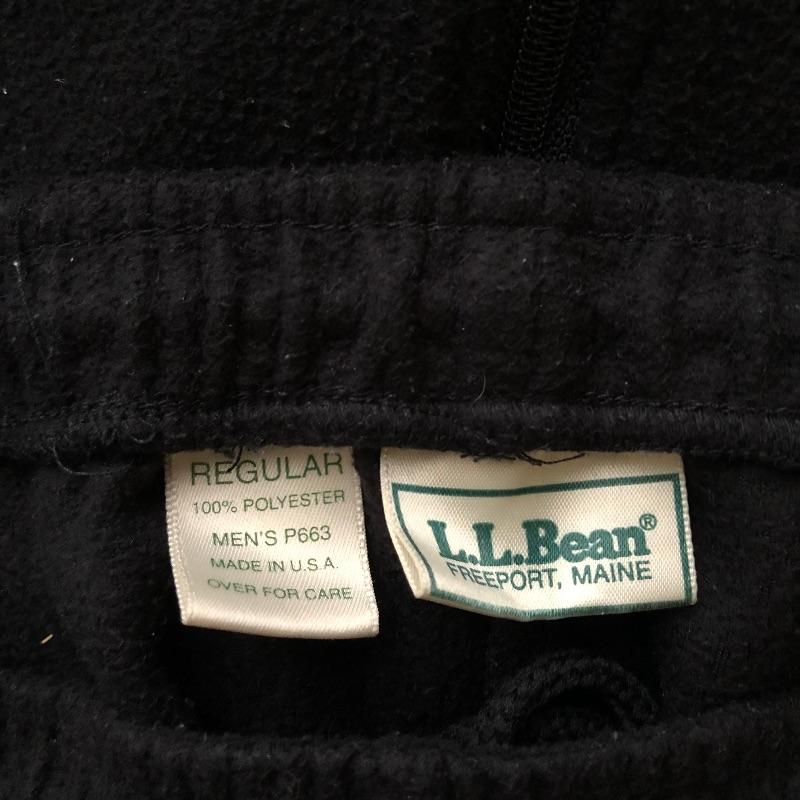 REGULAR
100% POLYESTER
MEN'S P663
MADE IN U.S.A.
OVER FOR CARE
L.L.Bean®
FREEPORT, MAINE